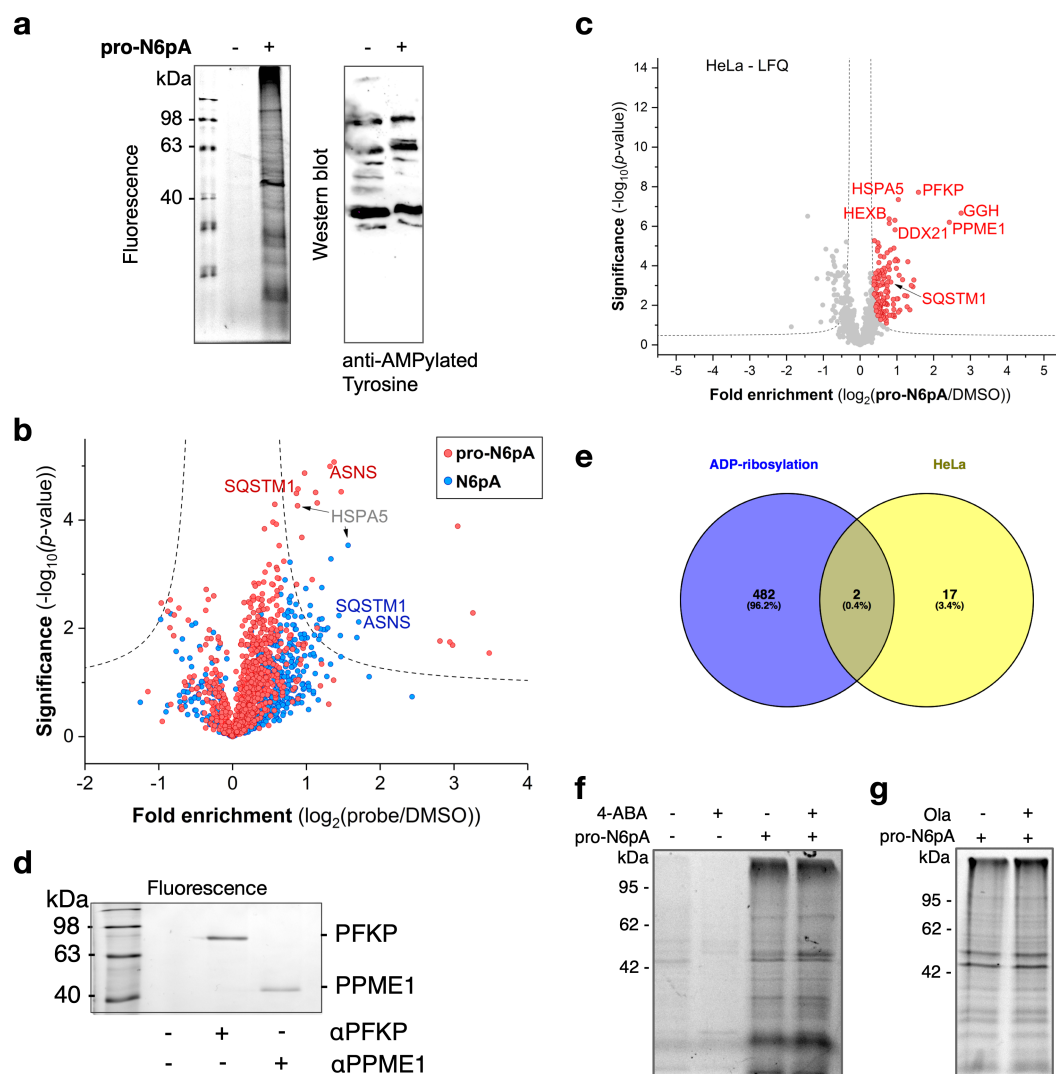 a
pro-N6pA - +
kDa
98 -
63 -
40 -
Fluorescence
- +
Western blot
anti-AMPylated
Tyrosine
c
HeLa - LFQ
Significance (-log10(p-value))
14
12
10
8
6
4
2
0
HSPA5
PFKP
HEXB
GGH
DDX21
PPME1
SQSTM1
-5 -4 -3 -2 -1 0 1 2 3 4 5
Fold enrichment (log2(pro-N6pA/DMSO))
b
pro-N6pA
N6pA
Significance (-log10(p-value))
4
2
0
SQSTM1
ASNS
HSPA5
SQSTM1
ASNS
-2 -1 0 1 2 3 4
Fold enrichment (log2(probe/DMSO))
e
ADP-ribosylation
HeLa
482
(96.2%)
2
(0.4%)
17
(3.4%)
d
Fluorescence
kDa
98 -
63 -
40 -
- PFKP
- PPME1
- + - αPFKP
- - + αPPME1
f
4-ABA - + - +
pro-N6pA - - + +
kDa
95 -
62 -
42 -
g
Ola - +
pro-N6pA + +
kDa
95 -
62 -
42 -